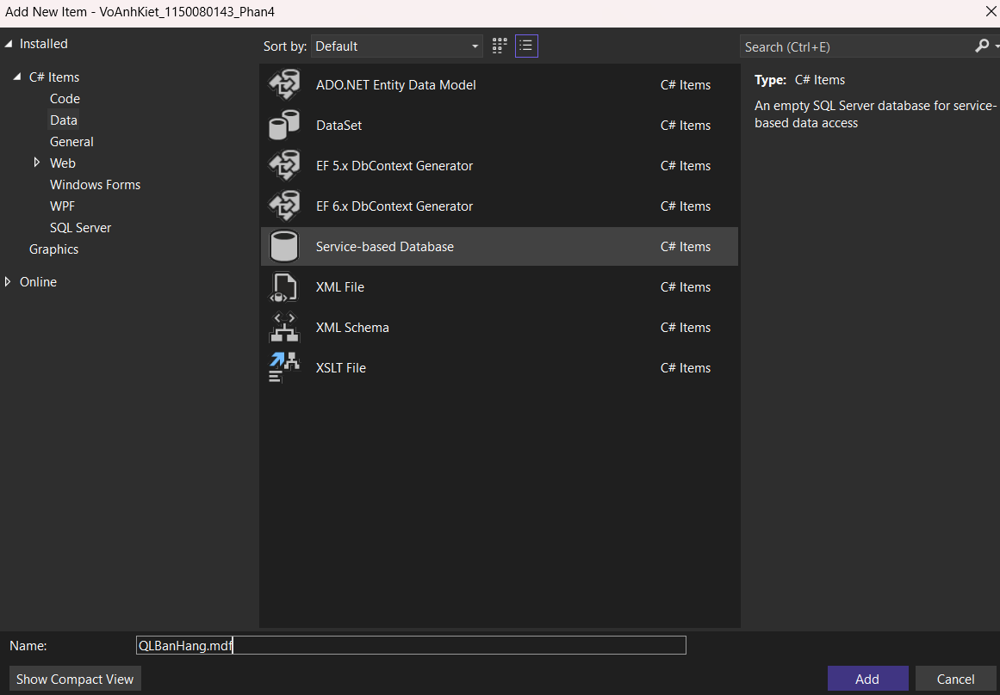 Add New Item - VoAnhKiet_1150080143_Phan4
Installed
C# Items
Code
Data
General
Web
Windows Forms
WPF
SQL Server
Graphics
Online
Sort by: Default
ADO.NET Entity Data Model C# Items
DataSet C# Items
EF 5.x DbContext Generator C# Items
EF 6.x DbContext Generator C# Items
Service-based Database C# Items
XML File C# Items
XML Schema C# Items
XSLT File C# Items
Search (Ctrl+E)
Type: C# Items
An empty SQL Server database for service-
based data access
Name: QLBanHang.mdf
Show Compact View
Add
Cancel